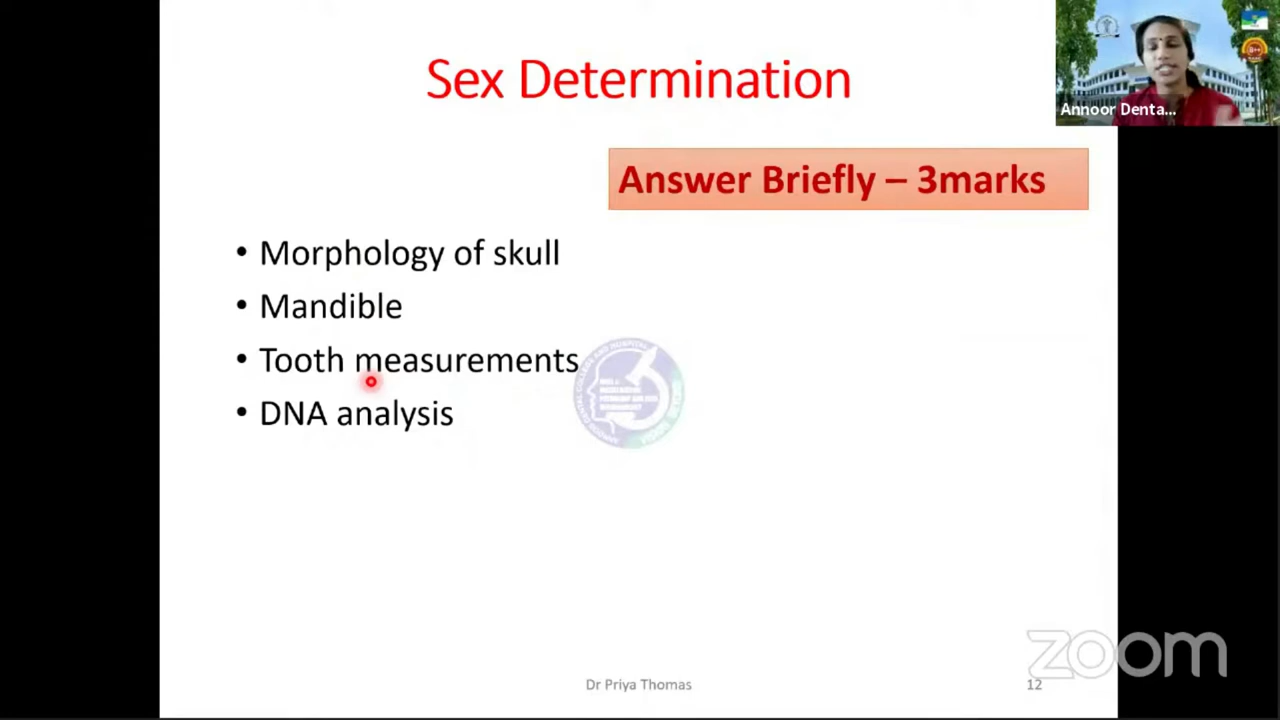 Sex Determination
Annoor Denta...
Answer Briefly – 3marks
• Morphology of skull
• Mandible
• Tooth measurements
• DNA analysis
zoom
Dr Priya Thomas
12